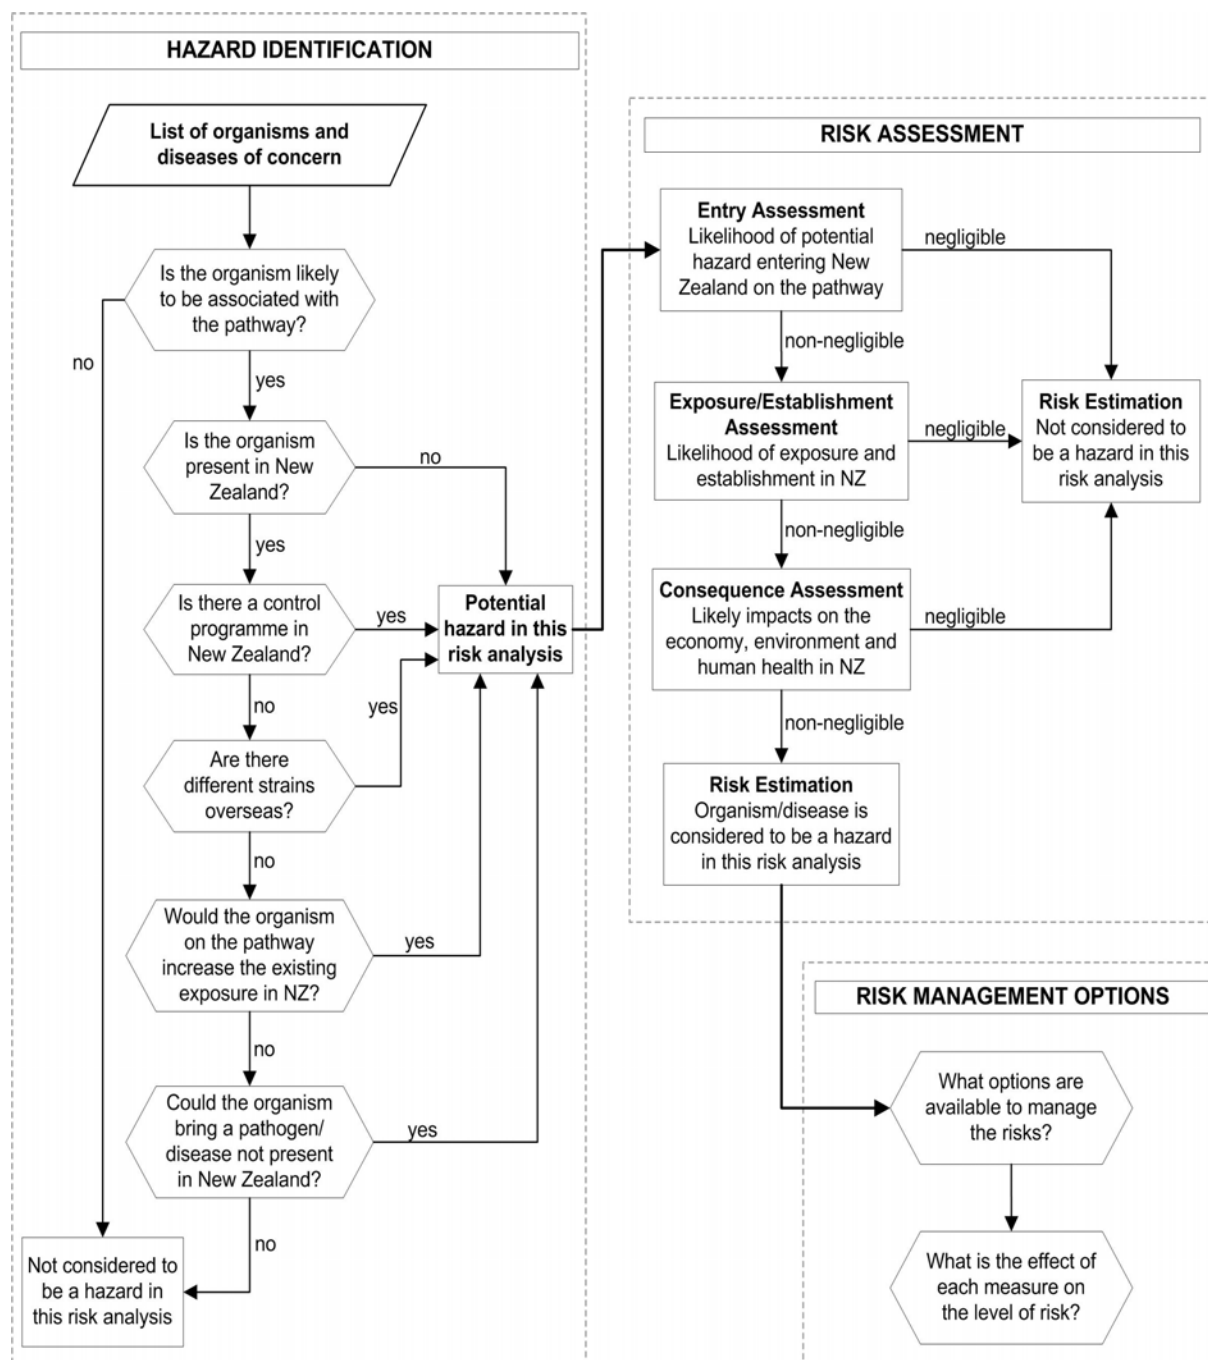 HAZARD IDENTIFICATION
List of organisms and
diseases of concern
Is the organism likely
to be associated with
the pathway?
no
yes
Is the organism
present in New
Zealand?
no
yes
Is there a control
programme in
New Zealand?
yes
no
Are there
different strains
overseas?
yes
no
Would the organism
on the pathway
increase the existing
exposure in NZ?
yes
no
Could the organism
bring a pathogen/
disease not present
in New Zealand?
yes
no
Not considered to
be a hazard in
this risk analysis
Potential
hazard in this
risk analysis
RISK ASSESSMENT
Entry Assessment
Likelihood of potential
hazard entering New
Zealand on the pathway
negligible
non-negligible
Exposure/Establishment
Assessment
Likelihood of exposure and
establishment in NZ
negligible
non-negligible
Consequence Assessment
Likely impacts on the
economy, environment and
human health in NZ
negligible
non-negligible
Risk Estimation
Not considered to
be a hazard in this
risk analysis
Risk Estimation
Organism/disease is
considered to be a hazard
in this risk analysis
RISK MANAGEMENT OPTIONS
What options are
available to manage
the risks?
What is the effect of
each measure on
the level of risk?